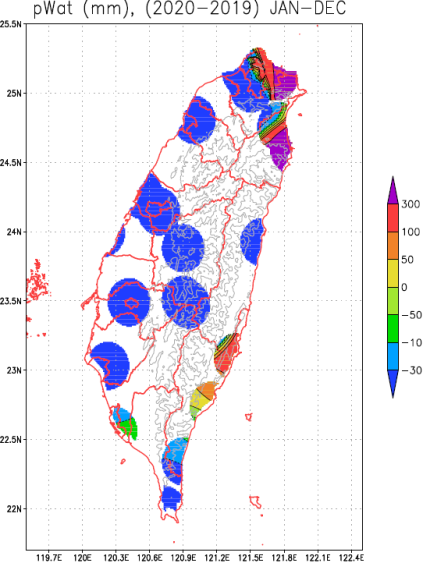 pWat (mm), (2020−2019) JAN−DEC
25.5N
25N
24.5N
24N
23.5N
23N
22.5N
22N
300
100
50
0
−50
−10
−30
119.7E 120E 120.3E 120.6E 120.9E 121.2E 121.5E 121.8E 122.1E 122.4E